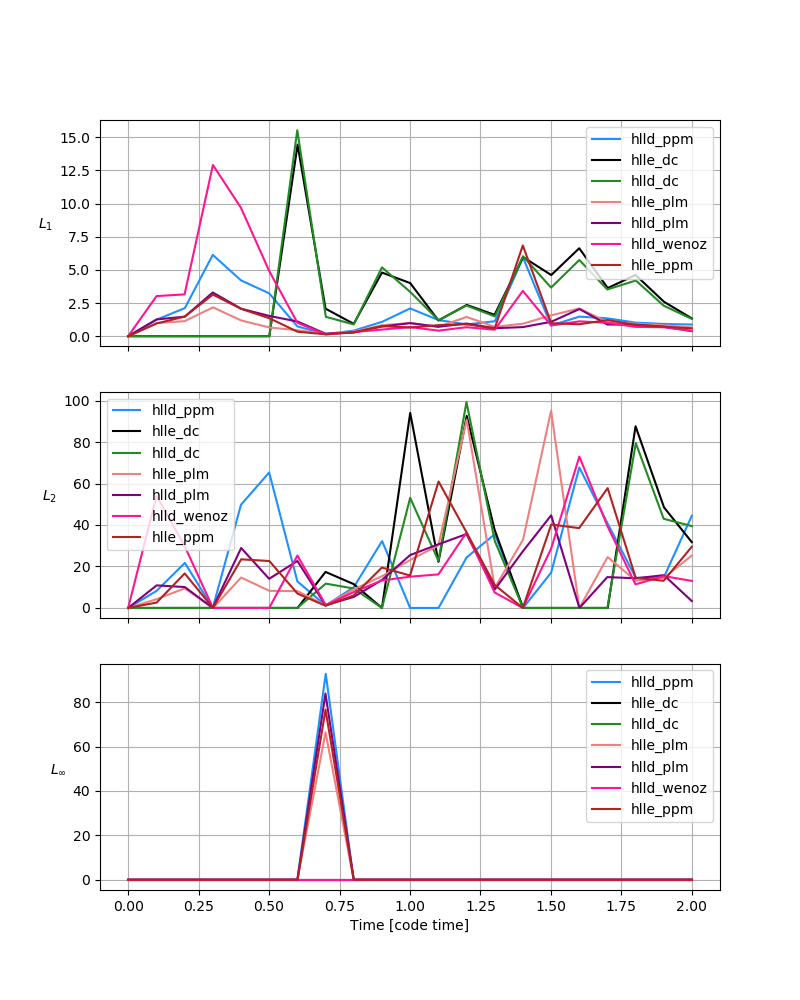 15.0
12.5
10.0
7.5
5.0
2.5
0.0
L1
hlld_ppm
hlle_dc
hlld_dc
hlle_plm
hlld_plm
hlld_wenoz
hlle_ppm
100
80
60
40
20
0
L2
hlld_ppm
hlle_dc
hlld_dc
hlle_plm
hlld_plm
hlld_wenoz
hlle_ppm
80
60
40
20
0
L∞
hlld_ppm
hlle_dc
hlld_dc
hlle_plm
hlld_plm
hlld_wenoz
hlle_ppm
0.00 0.25 0.50 0.75 1.00 1.25 1.50 1.75 2.00
Time [code time]